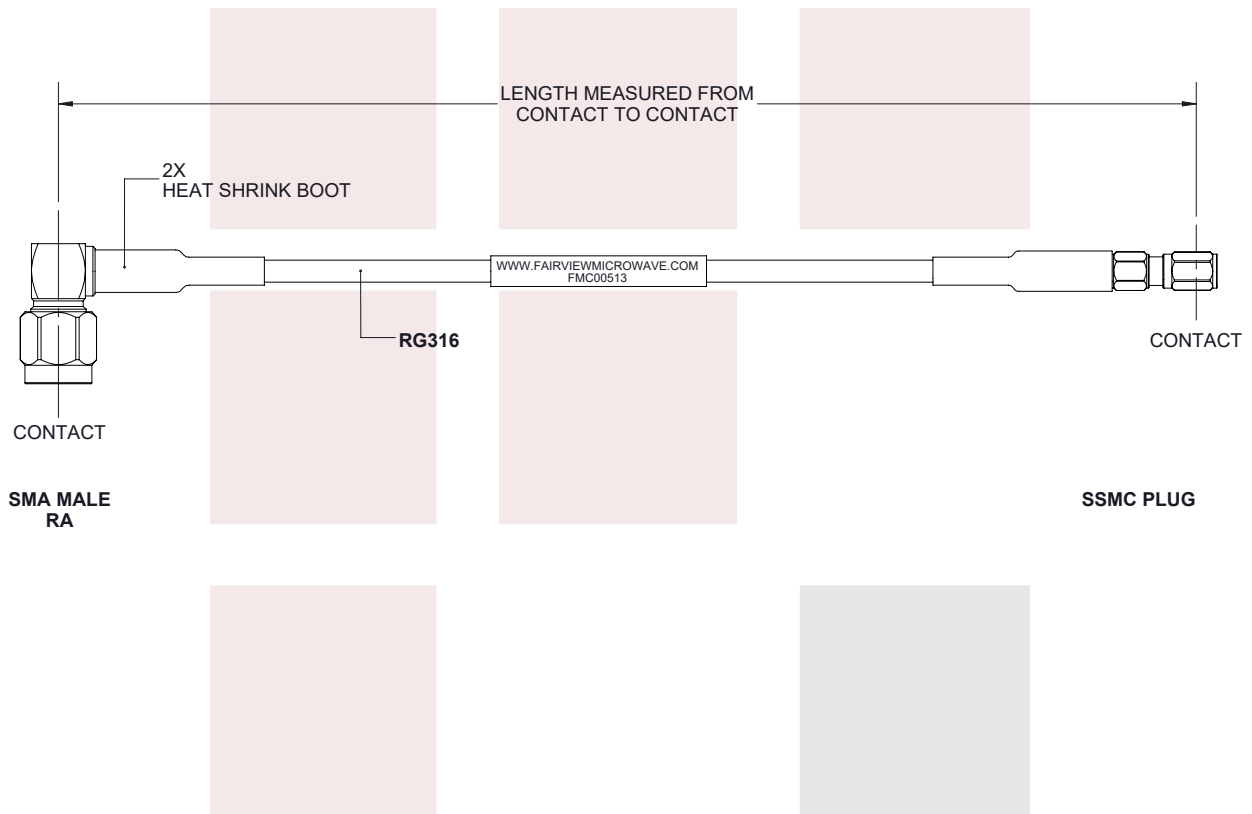 LENGTH MEASURED FROM
CONTACT TO CONTACT
2X
HEAT SHRINK BOOT
WWW.FAIRVIEWMICROWAVE.COM
FMC00513
RG316
CONTACT
CONTACT
SMA MALE
RA
SSMC PLUG